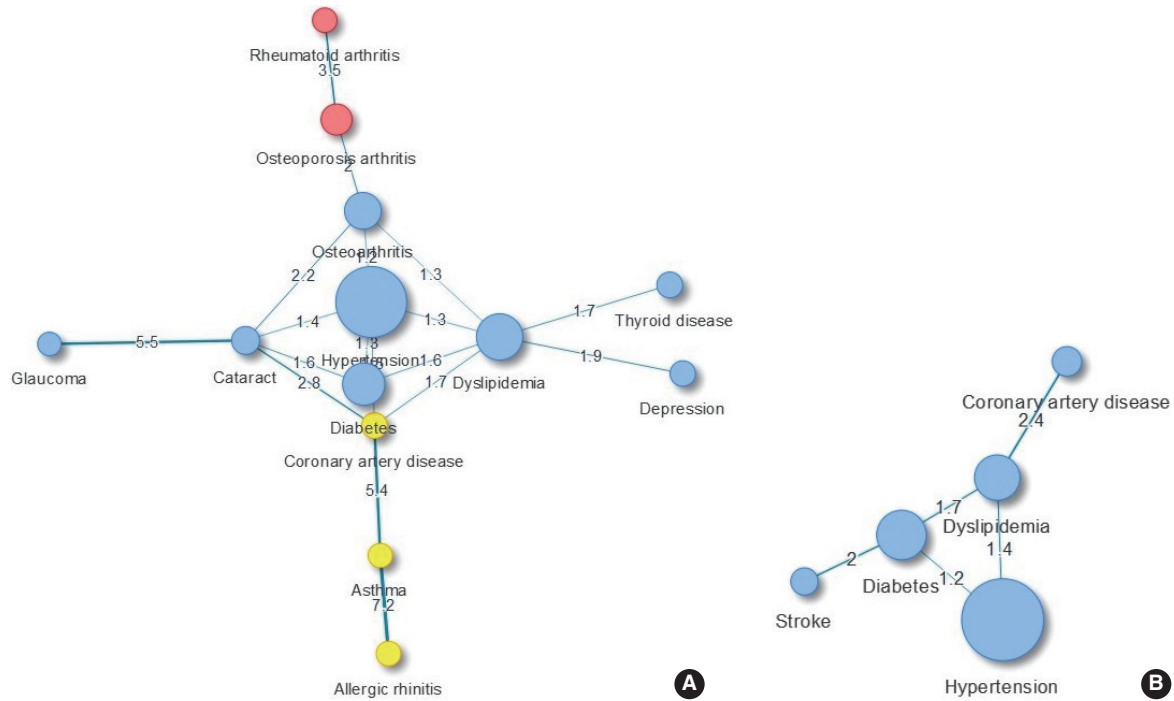 Rheumatoid arthritis
3.5
Osteoporosis arthritis
2
Osteoarthritis
1.2
2.2
1.3
1.4
1.3
1.3
Hypertension
1.6
1.6
Dyslipidemia
2.8
1.7
Diabetes
Coronary artery disease
5.5
Glaucoma
Cataract
1.7
Thyroid disease
1.9
Depression
5.4
Asthma
7.2
Allergic rhinitis
A
Coronary artery disease
2.4
1.7
Dyslipidemia
1.4
2
Diabetes
1.2
Stroke
Hypertension
B